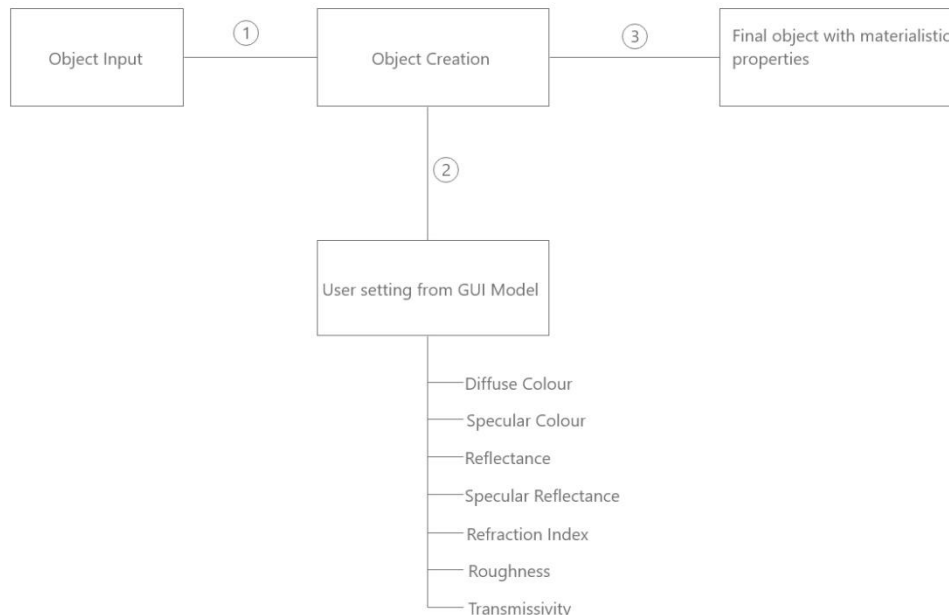 Object Input
1
Object Creation
3
Final object with materialistic
properties
2
User setting from GUI Model
Diffuse Colour
Specular Colour
Reflectance
Specular Reflectance
Refraction Index
Roughness
Transmissivity